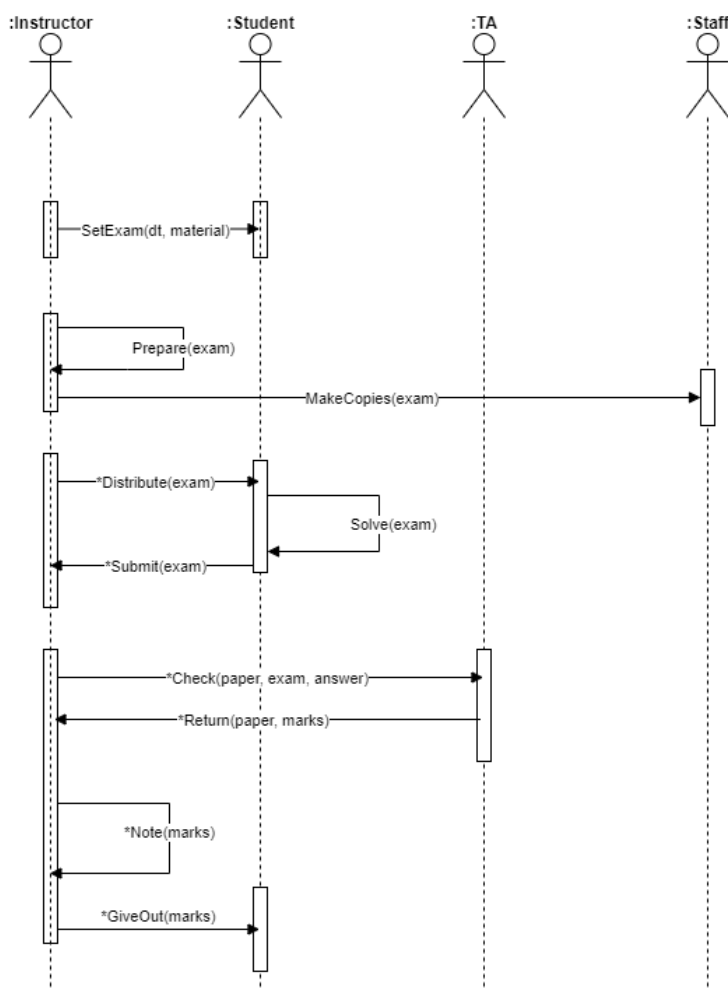 :Instructor
:Student
:TA
:Staff
SetExam(dt, material)
Prepare(exam)
MakeCopies(exam)
*Distribute(exam)
Solve(exam)
*Submit(exam)
*Check(paper, exam, answer)
*Return(paper, marks)
*Note(marks)
*GiveOut(marks)